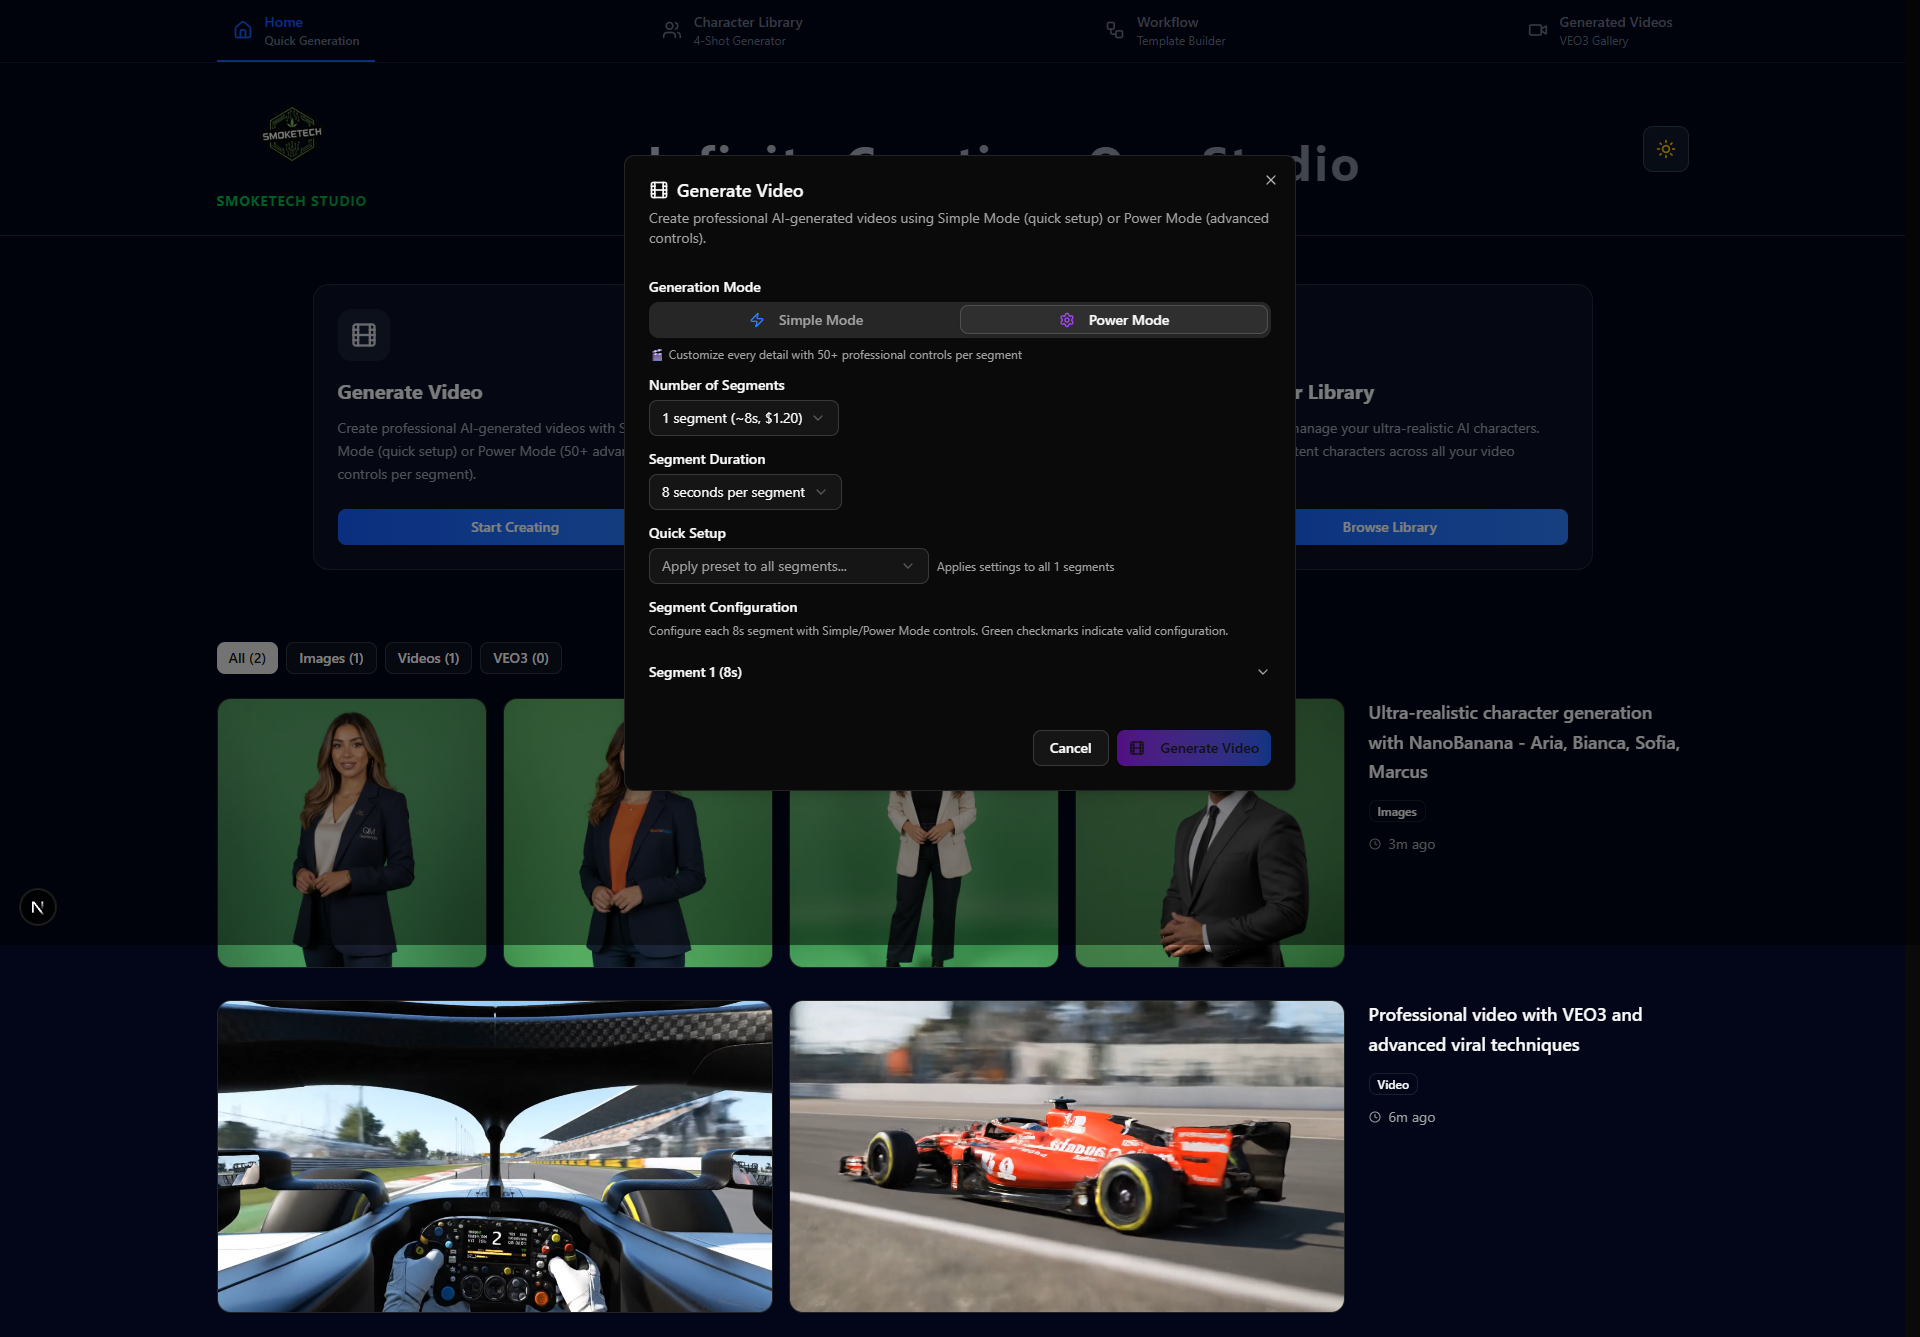 Home
Quick Generation
Character Library
4-Shot Generator
Workflow
Template Builder
Generated Videos
VEO3 Gallery
SMOKETECH
SMOKETECH STUDIO
Generate Video
Create professional AI-generated videos using Simple Mode (quick setup) or Power Mode (advanced
controls).
Generation Mode
Simple Mode
Power Mode
Customize every detail with 50+ professional controls per segment
Number of Segments
1 segment (~8s, $1.20)
Segment Duration
8 seconds per segment
Quick Setup
Apply preset to all segments...
Applies settings to all 1 segments
Segment Configuration
Configure each 8s segment with Simple/Power Mode controls. Green checkmarks indicate valid configuration.
Segment 1 (8s)
Cancel
Generate Video
Generate Video
Create professional AI-generated videos with S
Mode (quick setup) or Power Mode (50+ adva
controls per segment).
Start Creating
r Library
anage your ultra-realistic AI characters.
tent characters across all your video
Browse Library
All (2)
Images (1)
Videos (1)
VEO3 (0)
QM
Ultra-realistic character generation
with NanoBanana - Aria, Bianca, Sofia,
Marcus
Images
3m ago
N
2
Professional video with VEO3 and
advanced viral techniques
Video
6m ago